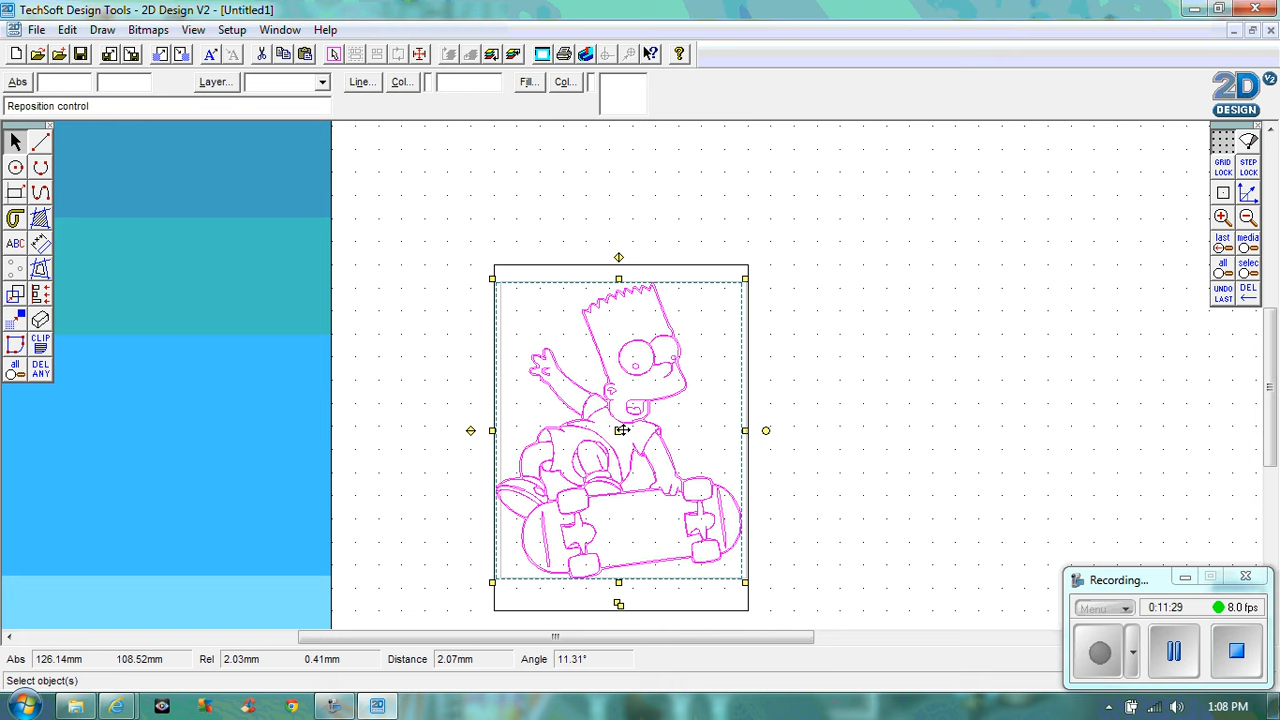 TechSoft Design Tools - 2D Design V2 - [Untitled1]
File Edit Draw Bitmaps View Setup Window Help
Abs Layer... Line... Col... Fill... Col...
2D V2
DESIGN
Reposition control
GRID LOCK STEP LOCK
ABC
last media
all selec
UNDO LAST DEL
CLIP
all DEL ANY
Recording...
Menu 0:11:29 8.0 fps
Abs 126.14mm 108.52mm Rel 2.03mm 0.41mm Distance 2.07mm Angle 11.31°
Select object(s)
1:08 PM